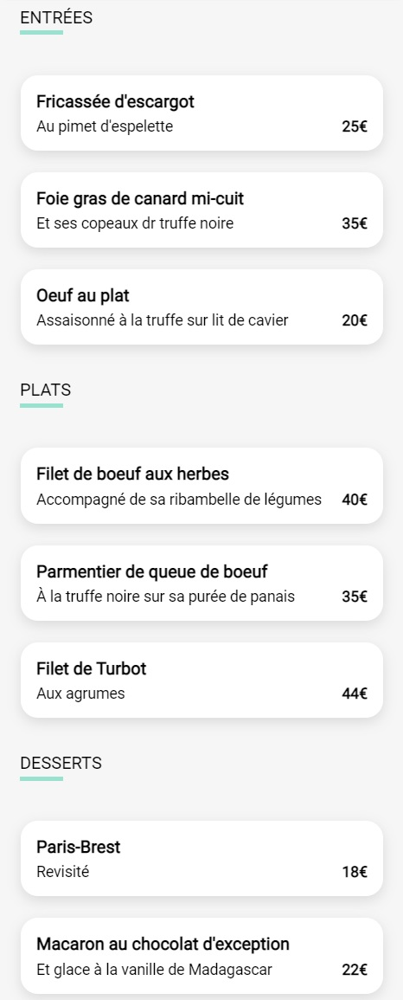 ENTRÉES
Fricassée d'escargot
Au pimet d'espelette 25€
Foie gras de canard mi-cuit
Et ses copeaux dr truffe noire 35€
Oeuf au plat
Assaisonné à la truffe sur lit de cavier 20€
PLATS
Filet de boeuf aux herbes
Accompagné de sa ribambelle de légumes 40€
Parmentier de queue de boeuf
À la truffe noire sur sa purée de panais 35€
Filet de Turbot
Aux agrumes 44€
DESSERTS
Paris-Brest
Revisité 18€
Macaron au chocolat d'exception
Et glace à la vanille de Madagascar 22€